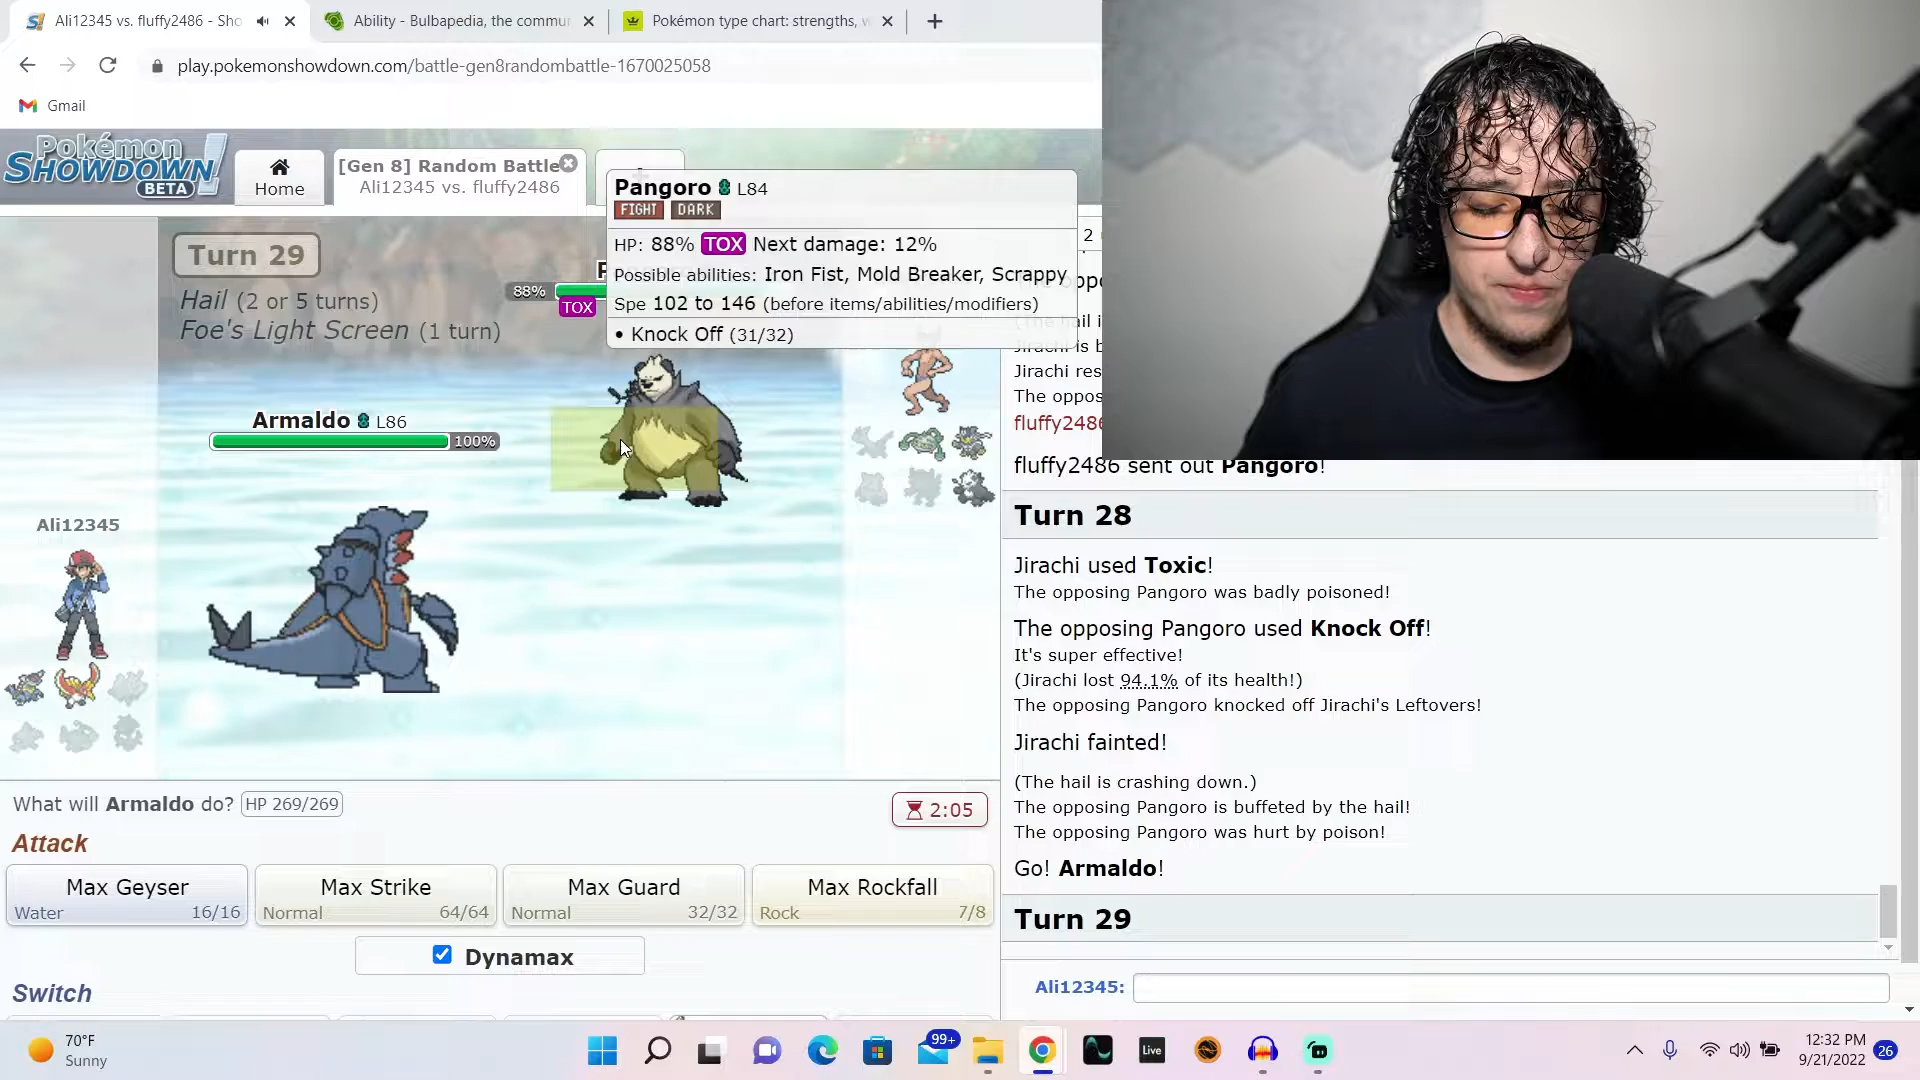 Ali12345 vs. fluffy2486 - Sho
Ability - Bulbapedia, the commu
Pokémon type chart: strengths, w
play.pokemonshowdown.com/battle-gen8randombattle-1670025058
Gmail
Pokémon
SHOWDOWN!
BETA
Home
[Gen 8] Random Battle
Ali12345 vs. fluffy2486
Pangoro L84
FIGHT DARK
HP: 88% TOX Next damage: 12%
Possible abilities: Iron Fist, Mold Breaker, Scrappy
Spe 102 to 146 (before items/abilities/modifiers)
• Knock Off (31/32)
Turn 29
Hail (2 or 5 turns)
Foe's Light Screen (1 turn)
88%
TOX
Armaldo L86
100%
Ali12345
What will Armaldo do? HP 269/269
2:05
Attack
Max Geyser
Water 16/16
Max Strike
Normal 64/64
Max Guard
Normal 32/32
Max Rockfall
Rock 7/8
Dynamax
Switch
2
Jirachi is b
Jirachi res
The oppos
fluffy2486
fluffy2486 sent out Pangoro!
Turn 28
Jirachi used Toxic!
The opposing Pangoro was badly poisoned!
The opposing Pangoro used Knock Off!
It's super effective!
(Jirachi lost 94.1% of its health!)
The opposing Pangoro knocked off Jirachi's Leftovers!
Jirachi fainted!
(The hail is crashing down.)
The opposing Pangoro is buffeted by the hail!
The opposing Pangoro was hurt by poison!
Go! Armaldo!
Turn 29
Ali12345:
70°F
Sunny
99+
Live
12:32 PM
9/21/2022
26